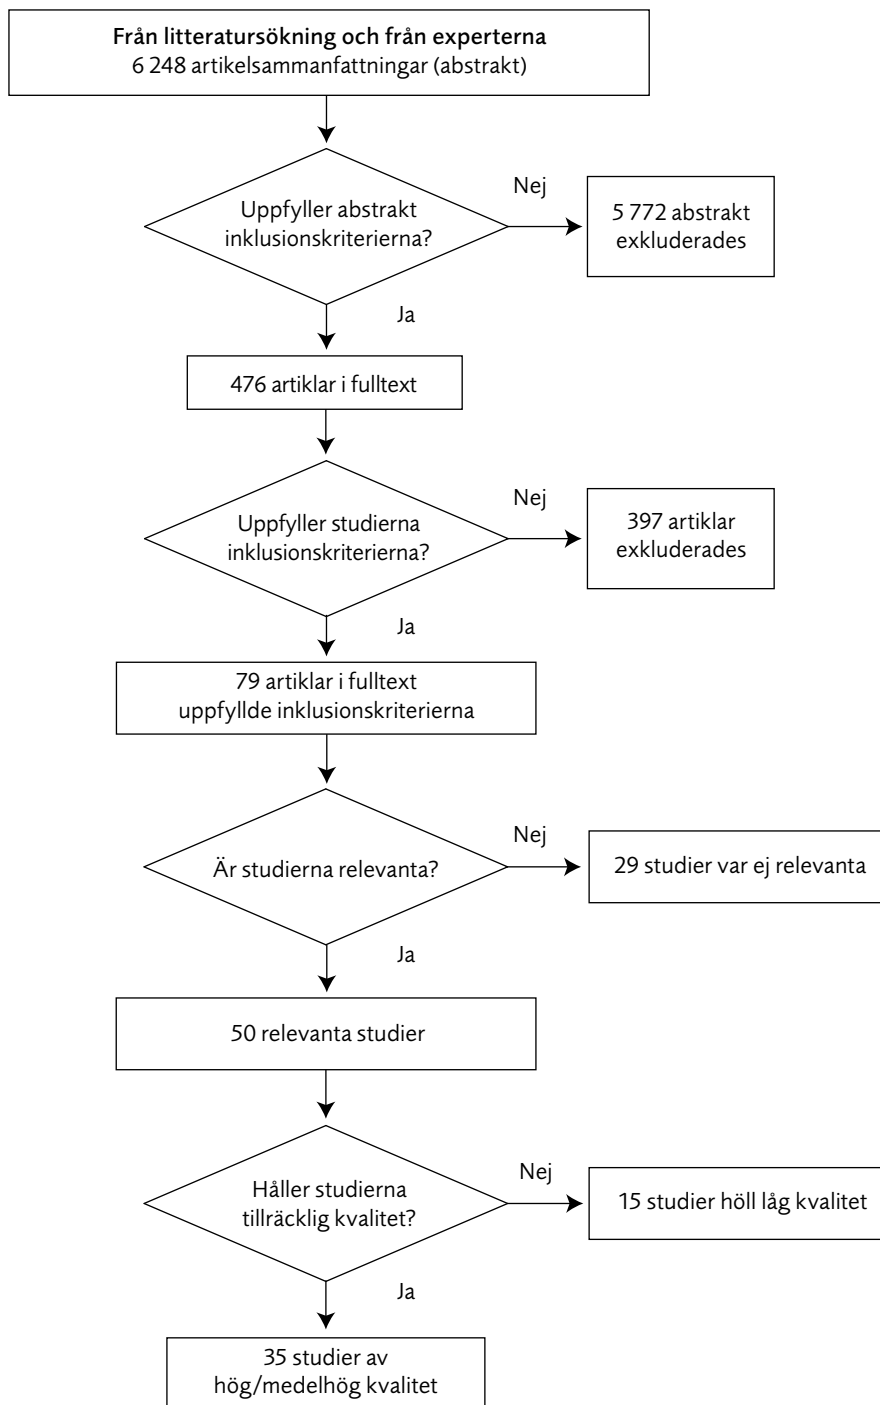 Från litteratursökning och från experterna
6 248 artikelsammanfattningar (abstrakt)
Uppfyller abstrakt
inklusionskriterierna?
Nej
5 772 abstrakt
exkluderades
Ja
476 artiklar i fulltext
Uppfyller studierna
inklusionskriterierna?
Nej
397 artiklar
exkluderades
Ja
79 artiklar i fulltext
uppfyllde inklusionskriterierna
Är studierna relevanta?
Nej
29 studier var ej relevanta
Ja
50 relevanta studier
Håller studierna
tillräcklig kvalitet?
Nej
15 studier höll låg kvalitet
Ja
35 studier av
hög/medelhög kvalitet